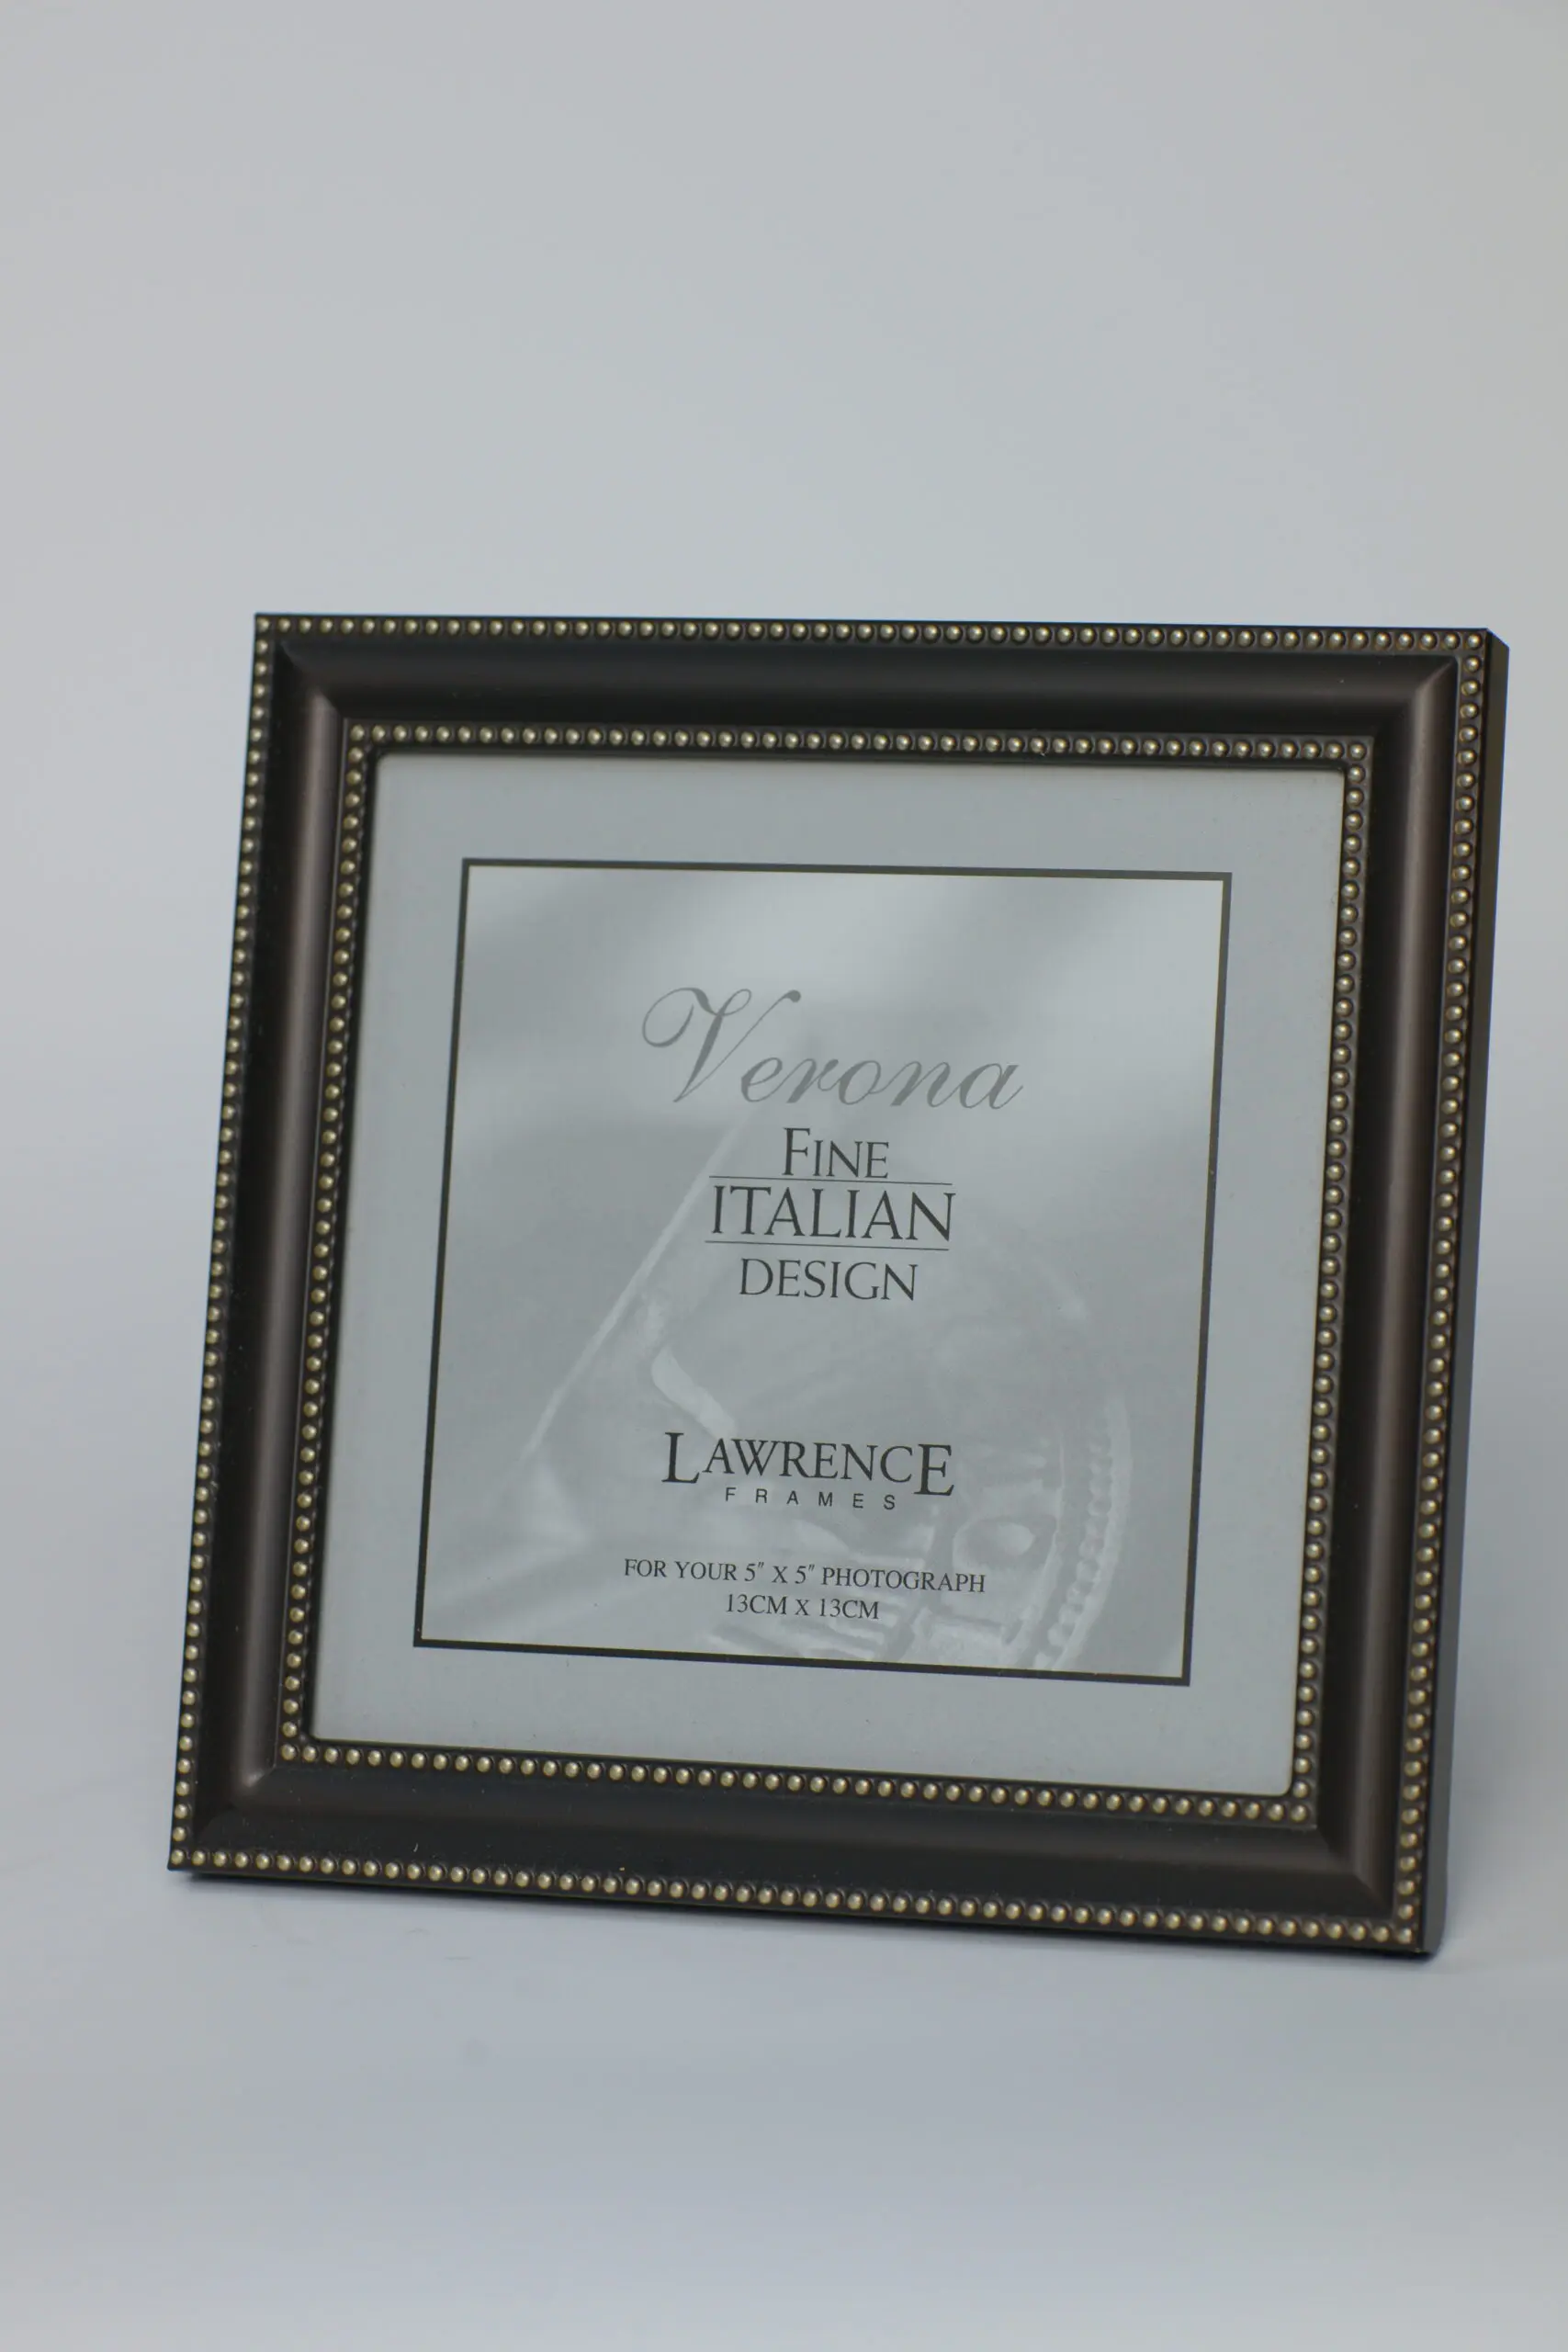 Verona
FINE
ITALIAN
DESIGN
LAWRENCE
FRAMES
FOR YOUR 5" X 5" PHOTOGRAPH
13CM X 13CM